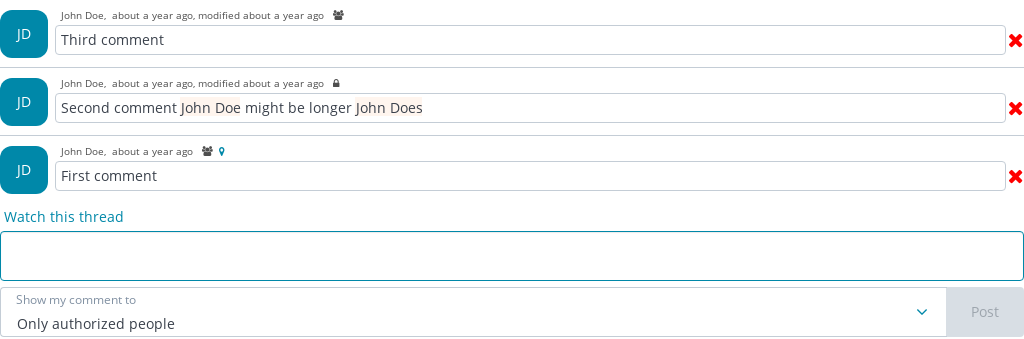 JD
John Doe, about a year ago, modified about a year ago
Third comment
JD
John Doe, about a year ago, modified about a year ago
Second comment John Doe might be longer John Does
JD
John Doe, about a year ago
First comment
Watch this thread
Show my comment to
Only authorized people
Post